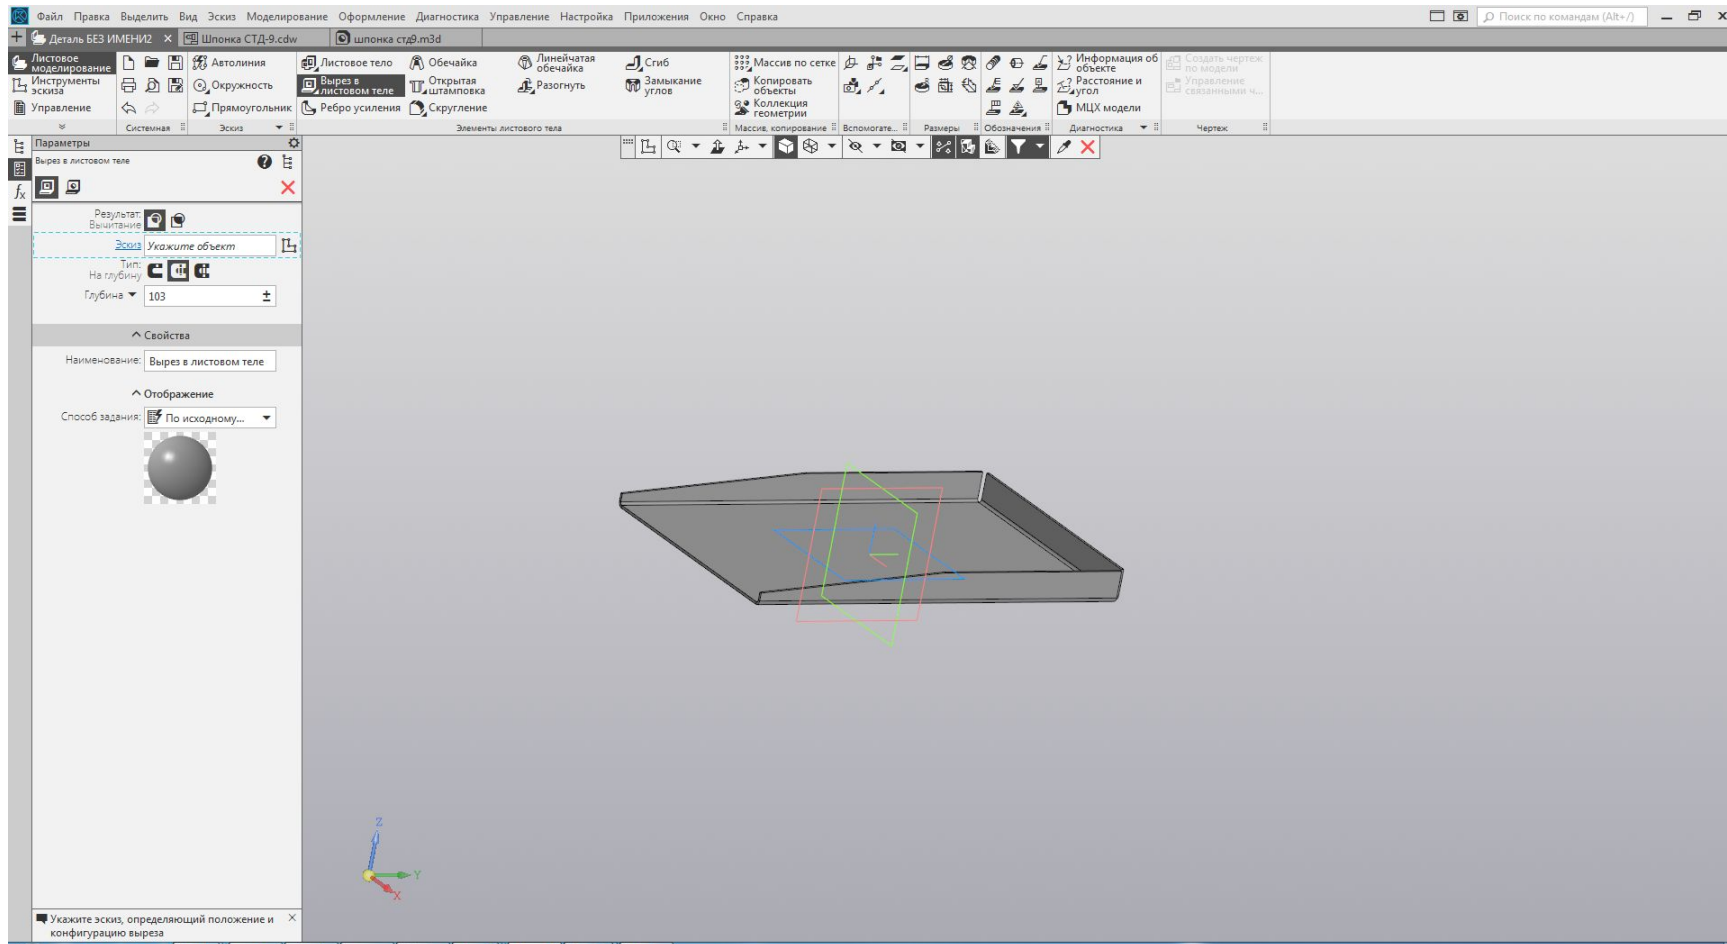 Файл Правка Выделить Вид Эскиз Моделирование Оформление Диагностика Управление Настройка Приложения Окно Справка
Поиск по командам (Alt+/)
Деталь БЕЗ ИМЕНИ2
Шпонка СТД-9.cdw
шпонка стд9.m3d
Листовое моделирование
Инструменты эскиза
Управление
Системная
Автолиния
Окружность
Прямоугольник
Эскиз
Листовое тело
Вырез в листовом теле
Ребро усиления
Обечайка
Открытая штамповка
Скругление
Линейчатая обечайка
Разогнуть
Сгиб
Замыкание углов
Элементы листового тела
Массив по сетке
Копировать объекты
Коллекция геометрии
Массив, копирование
Вспомогате...
Размеры
Обозначения
Информация об объекте
Расстояние и угол
МЦХ модели
Диагностика
Создать чертеж по модели
Управление связанными ч...
Чертеж
Параметры
Вырез в листовом теле
Результат:
Вычитание
Эскиз
Укажите объект
Тип:
На глубину
Глубина
103
Свойства
Наименование:
Вырез в листовом теле
Отображение
Способ задания:
По исходному...
Z
Y
X
Укажите эскиз, определяющий положение и
конфигурацию выреза